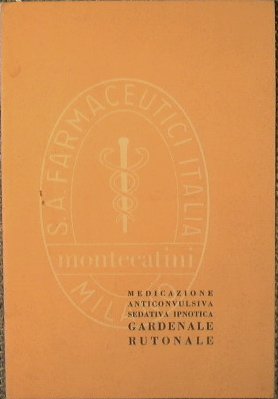 S.A. FARMACEUTICI ITALIA
montecatini
MILANO
MEDICAZIONE
ANTICONVULSIVA
SEDATIVA IPNOTICA
GARDENALE
RUTONALE